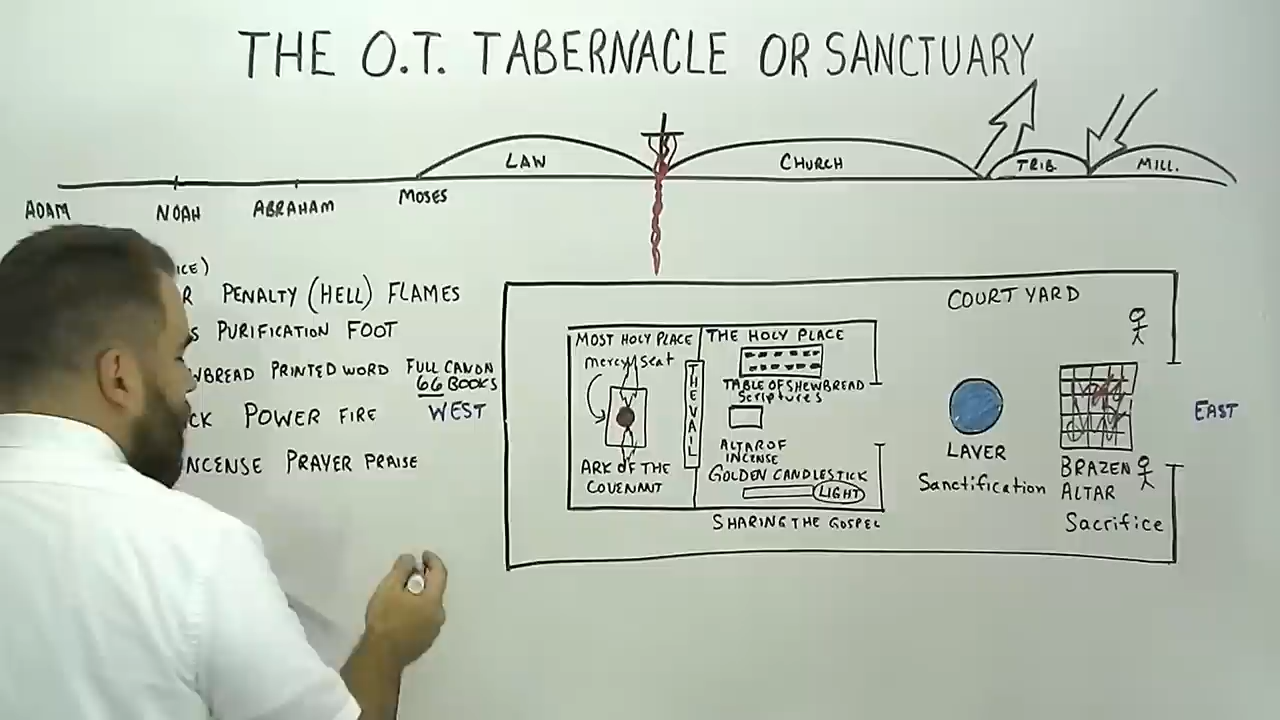 THE O.T. TABERNACLE OR SANCTUARY
LAW
CHURCH
TRIB
MILL.
ADAM
NOAH
ABRAHAM
MOSES
PENALTY (HELL) FLAMES
PURIFICATION FOOT
PRINTED WORD FULL CANON
66 BOOKS
POWER FIRE
WEST
INCENSE PRAYER PRAISE
COURT YARD
MOST HOLY PLACE
mercy seat
ARK OF THE
COVENANT
THE VAIL
THE HOLY PLACE
TABLE OF SHEWBREAD
Scriptures
ALTAR OF
INCENSE
GOLDEN CANDLESTICK
LIGHT
SHARING THE GOSPEL
LAVER
Sanctification
BRAZEN
ALTAR
Sacrifice
EAST